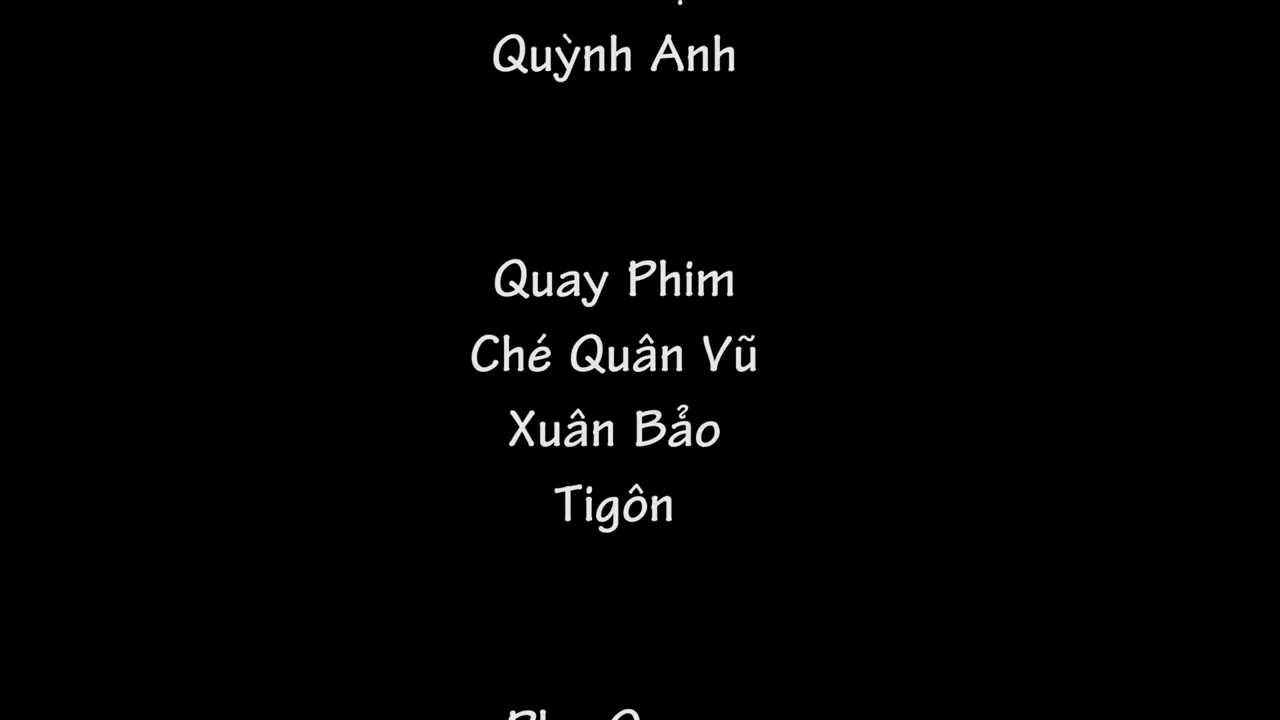 Quỳnh Anh
Quay Phim
Ché Quân Vũ
Xuân Bảo
Tigôn